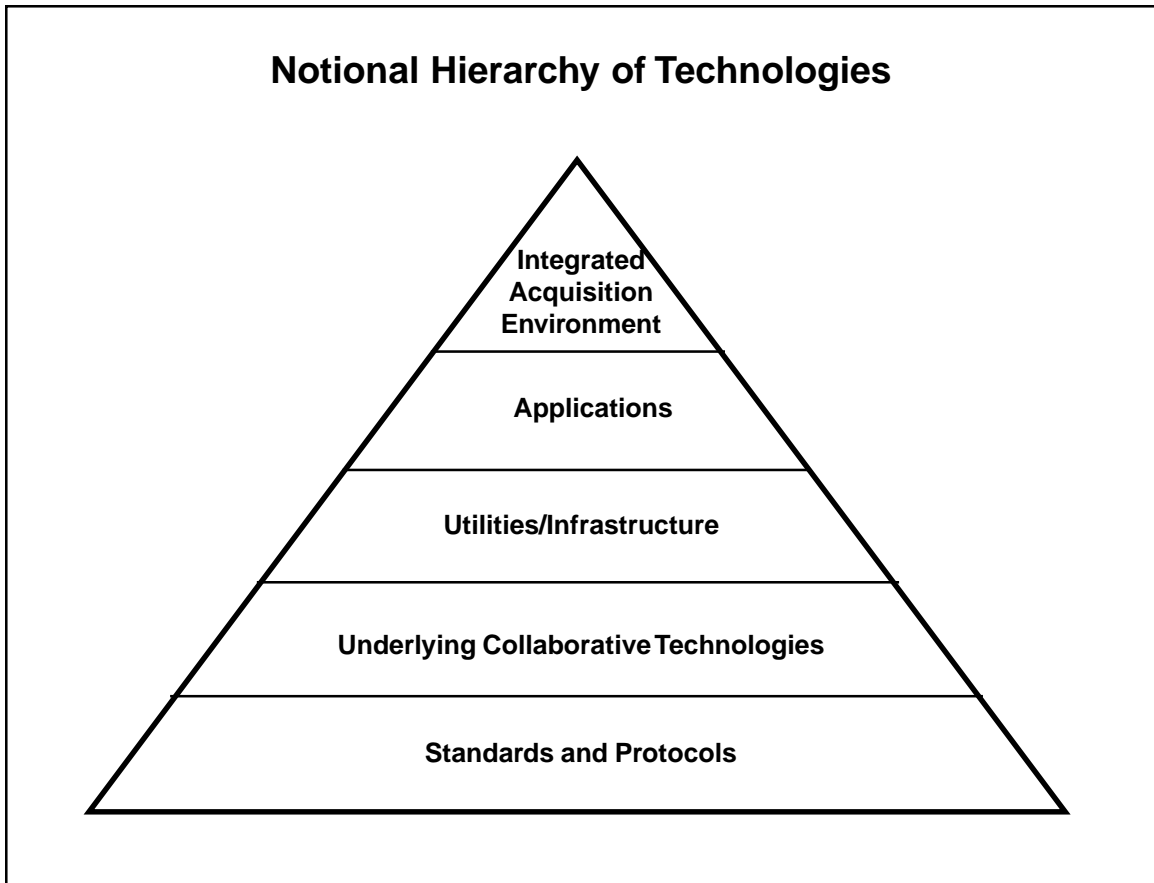 Notional Hierarchy of Technologies
Integrated
Acquisition
Environment
Applications
Utilities/Infrastructure
Underlying Collaborative Technologies
Standards and Protocols